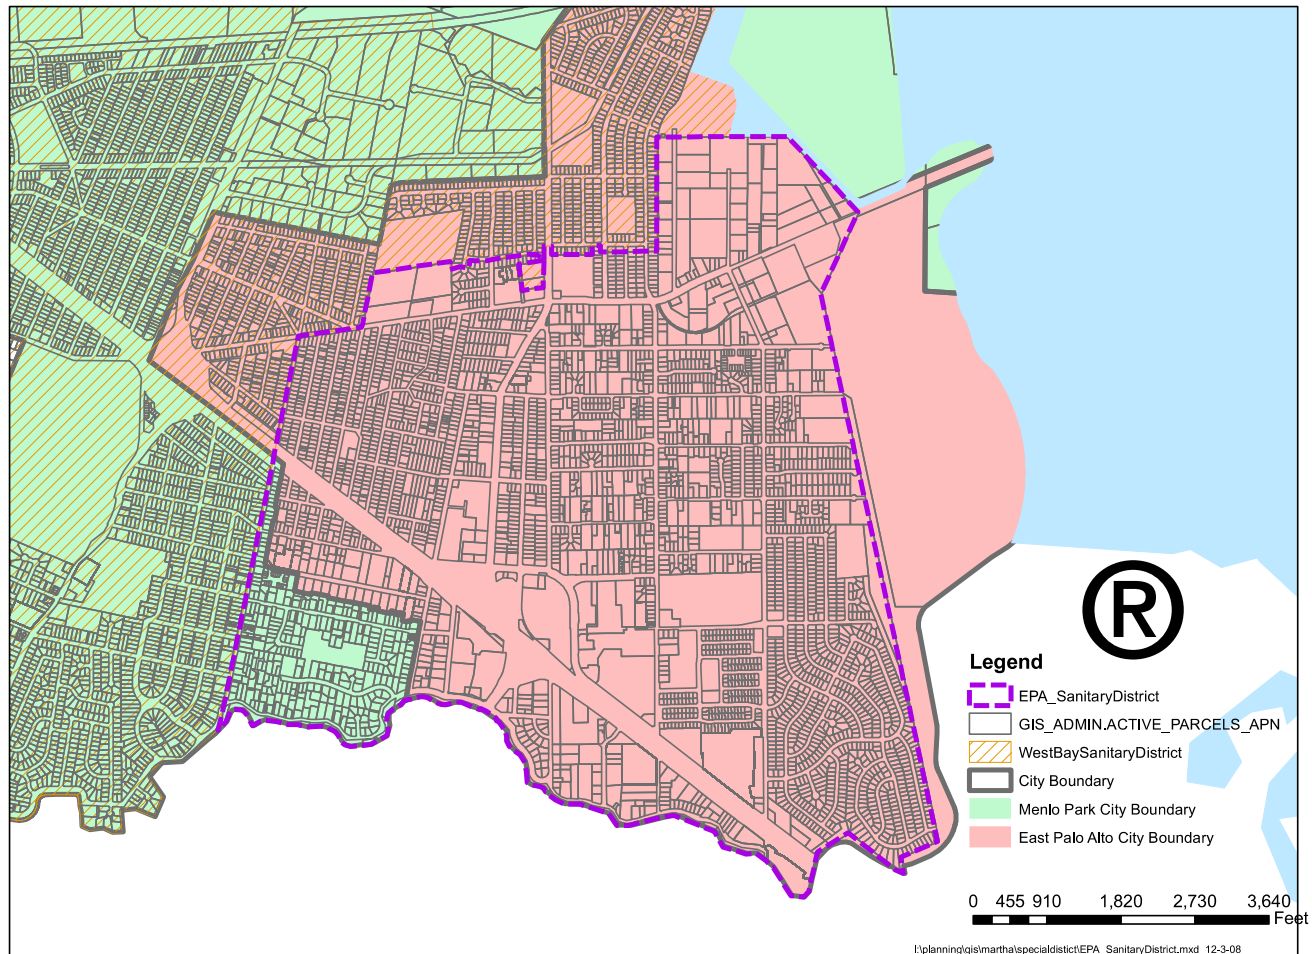 ®
Legend
EPA_SanitaryDistrict
GIS_ADMIN.ACTIVE_PARCELS_APN
WestBaySanitaryDistrict
City Boundary
Menlo Park City Boundary
East Palo Alto City Boundary
0 455 910 1,820 2,730 3,640
Feet
I:\planning\gis\martha\specialdistict\EPA_SanitaryDistrict.mxd 12-3-08